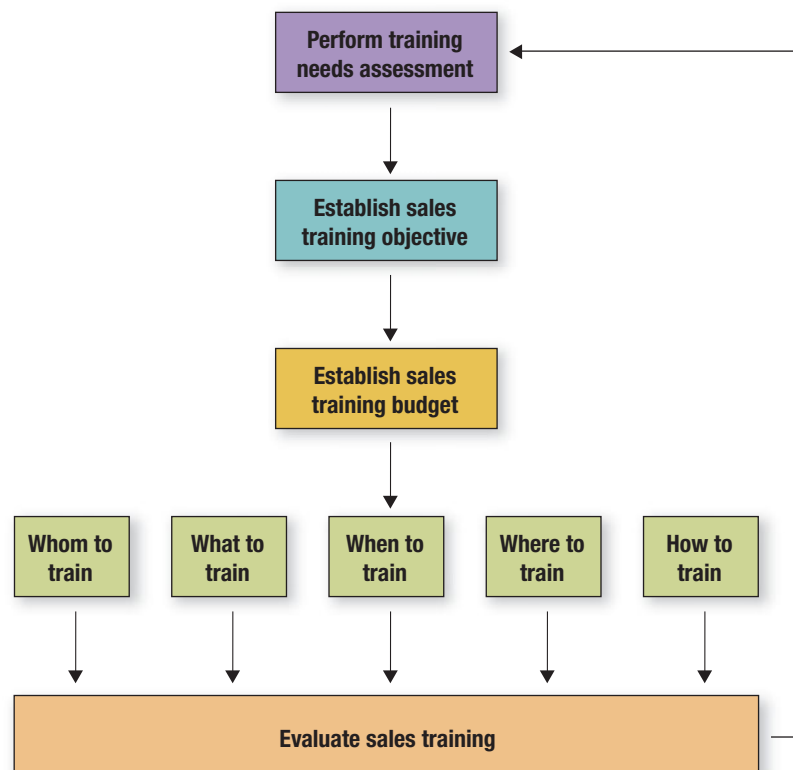 Perform training
needs assessment
Establish sales
training objective
Establish sales
training budget
Whom to
train
What to
train
When to
train
Where to
train
How to
train
Evaluate sales training